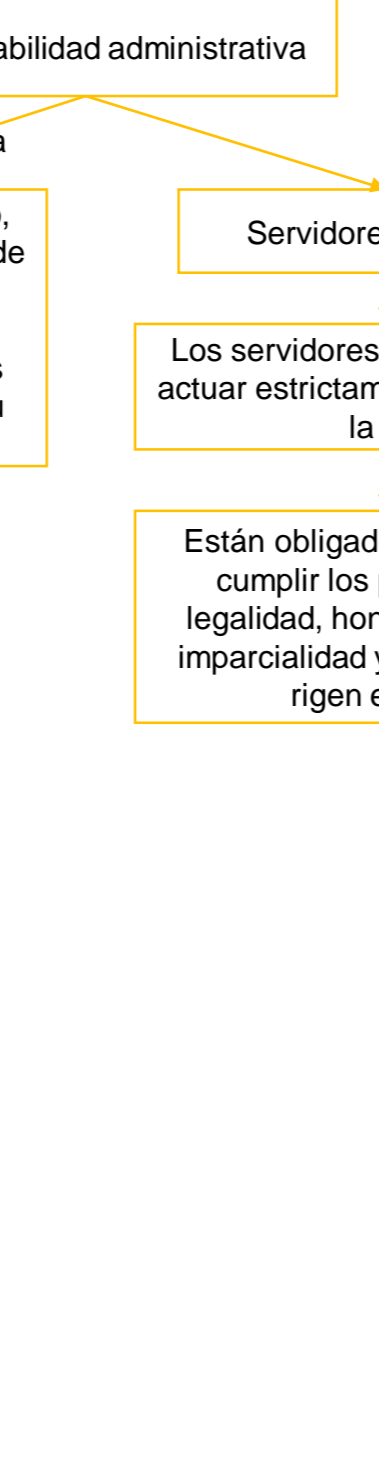 abilidad administrativa
a
,
de
s
Servidore
Los servidores
actuar estrictam
la
Están obligad
cumplir los
legalidad, hon
imparcialidad y
rigen e